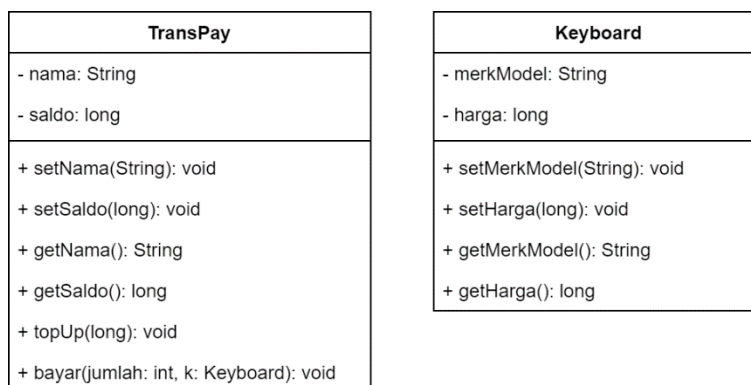 TransPay
- nama: String
- saldo: long
+ setNama(String): void
+ setSaldo(long): void
+ getNama(): String
+ getSaldo(): long
+ topUp(long): void
+ bayar(jumlah: int, k: Keyboard): void
Keyboard
- merkModel: String
- harga: long
+ setMerkModel(String): void
+ setHarga(long): void
+ getMerkModel(): String
+ getHarga(): long